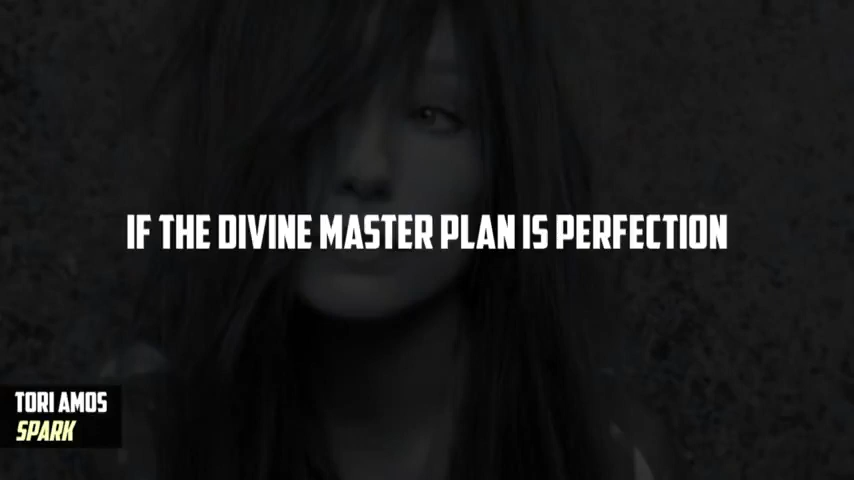 IF THE DIVINE MASTER PLAN IS PERFECTION
TORI AMOS
SPARK